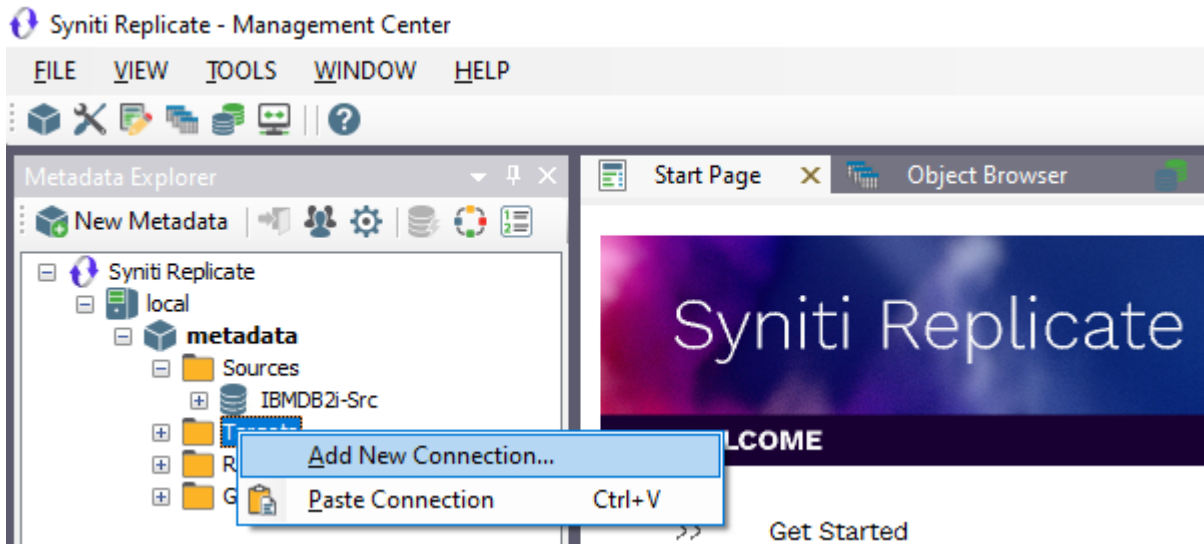 Syniti Replicate - Management Center
FILE VIEW TOOLS WINDOW HELP
Metadata Explorer
Start Page
Object Browser
New Metadata
Syniti Replicate
local
metadata
Sources
IBMDB2i-Src
Add New Connection...
R
G
Paste Connection Ctrl+V
Syniti Replicate
LCOME
>> Get Started